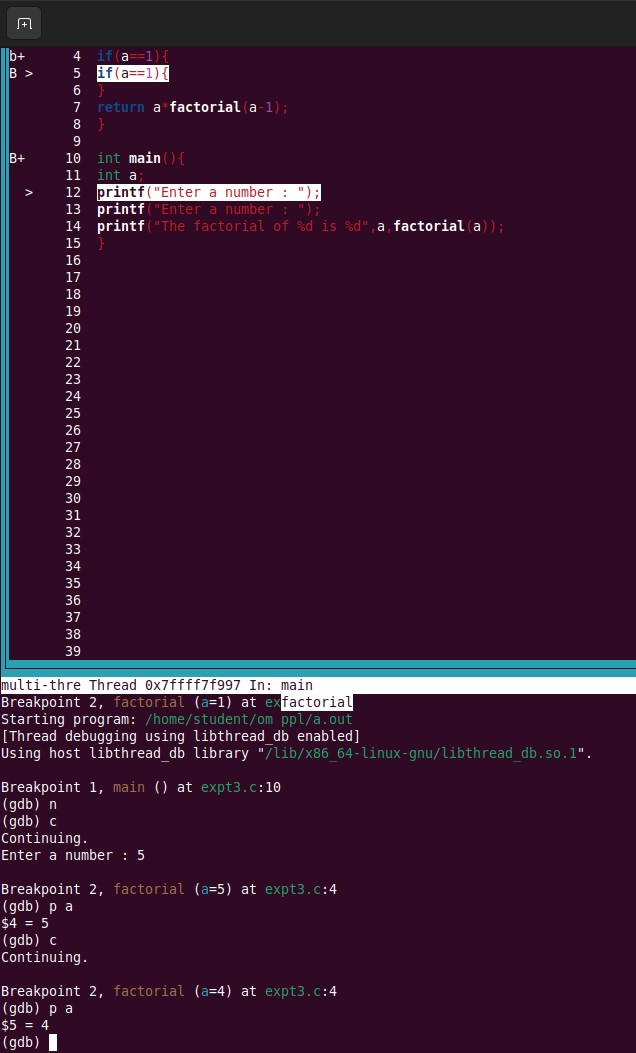 b+ 4 if(a==1){
B > 5 if(a==1){
6 }
7 return a*factorial(a-1);
8 }
9
B+ 10 int main(){
11 int a;
> 12 printf("Enter a number : ");
13 printf("Enter a number : ");
14 printf("The factorial of %d is %d",a,factorial(a));
15 }
16
17
18
19
20
21
22
23
24
25
26
27
28
29
30
31
32
33
34
35
36
37
38
39
multi-thre Thread 0x7ffff7f997 In: main
Breakpoint 2, factorial (a=1) at exfactorial
Starting program: /home/student/om ppl/a.out
[Thread debugging using libthread_db enabled]
Using host libthread_db library "/lib/x86_64-linux-gnu/libthread_db.so.1".
Breakpoint 1, main () at expt3.c:10
(gdb) n
(gdb) c
Continuing.
Enter a number : 5
Breakpoint 2, factorial (a=5) at expt3.c:4
(gdb) p a
$4 = 5
(gdb) c
Continuing.
Breakpoint 2, factorial (a=4) at expt3.c:4
(gdb) p a
$5 = 4
(gdb)